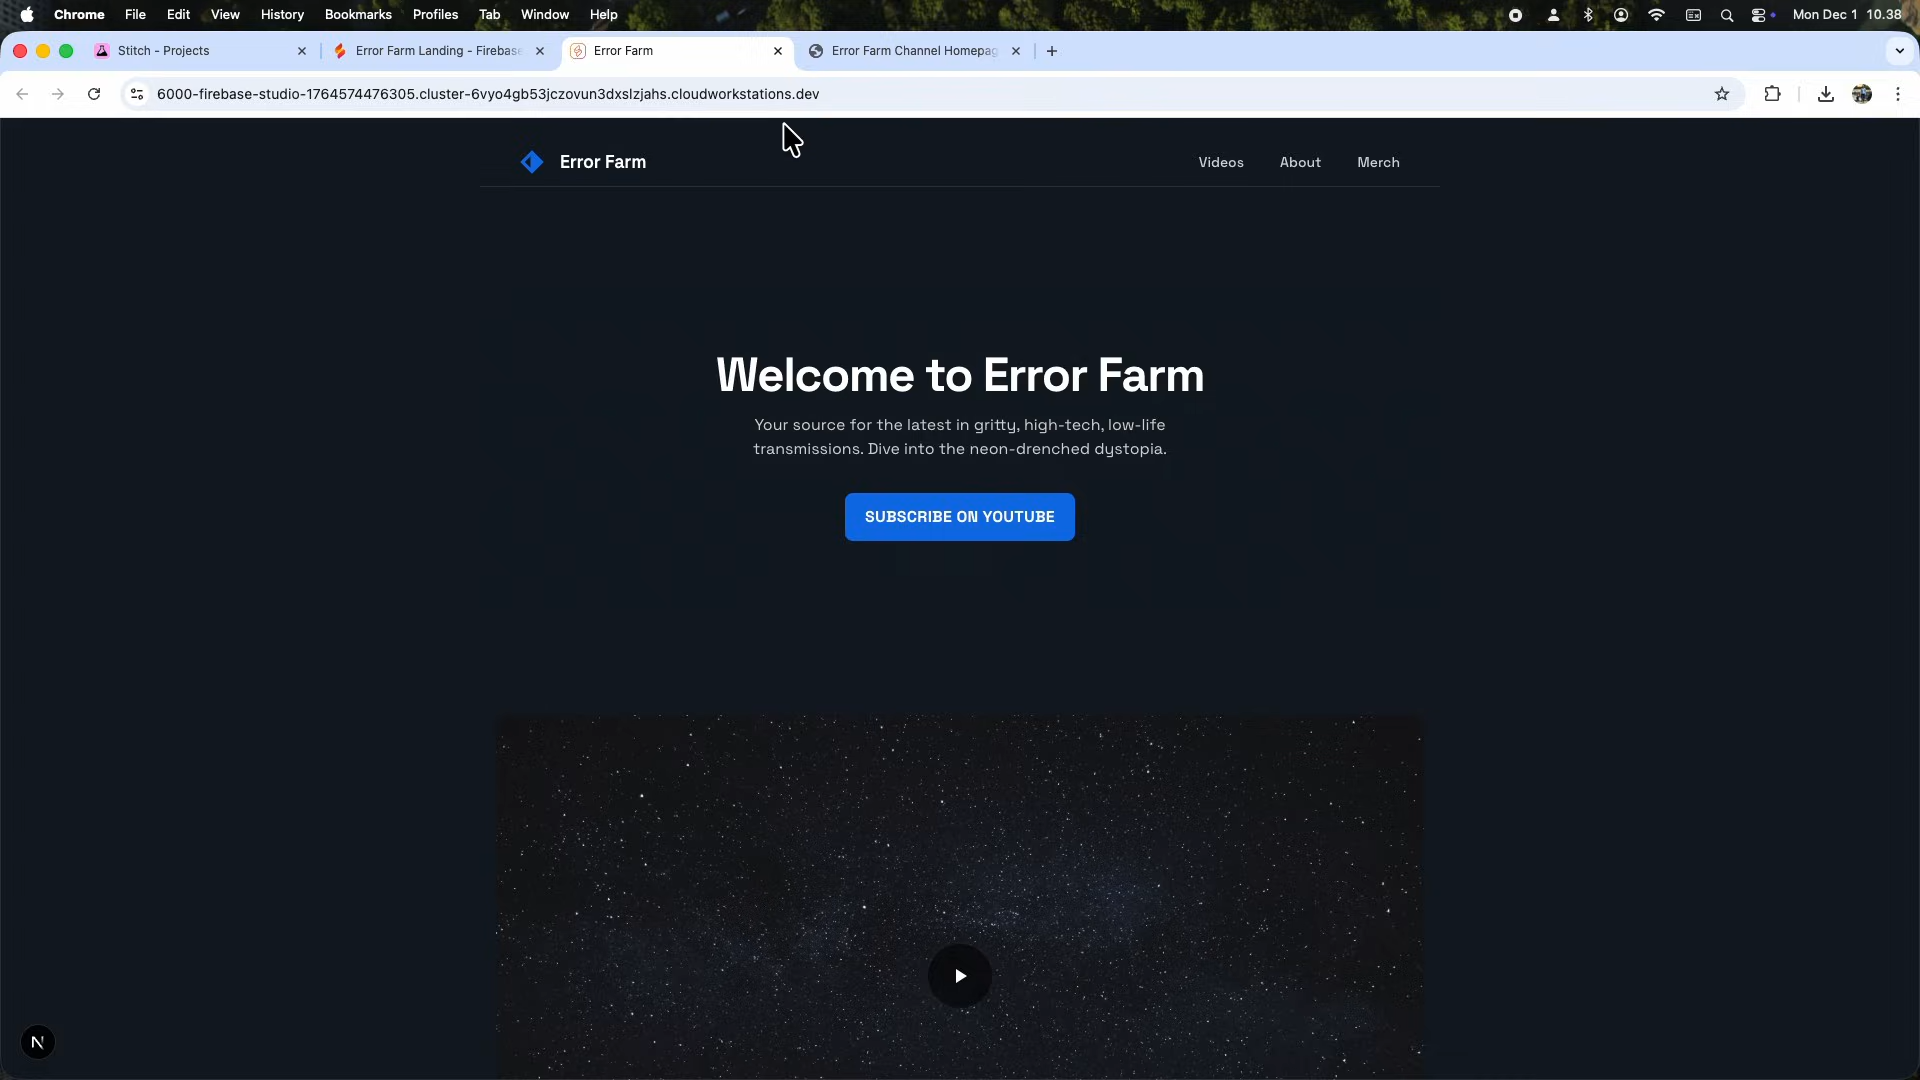 Chrome File Edit View History Bookmarks Profiles Tab Window Help Mon Dec 1 10.38
Stitch - Projects Error Farm Landing - Firebase Error Farm Error Farm Channel Homepag
6000-firebase-studio-1764574476305.cluster-6vyo4gb53jczovun3dxslzjahs.cloudworkstations.dev
Error Farm Videos About Merch
Welcome to Error Farm
Your source for the latest in gritty, high-tech, low-life
transmissions. Dive into the neon-drenched dystopia.
SUBSCRIBE ON YOUTUBE
N